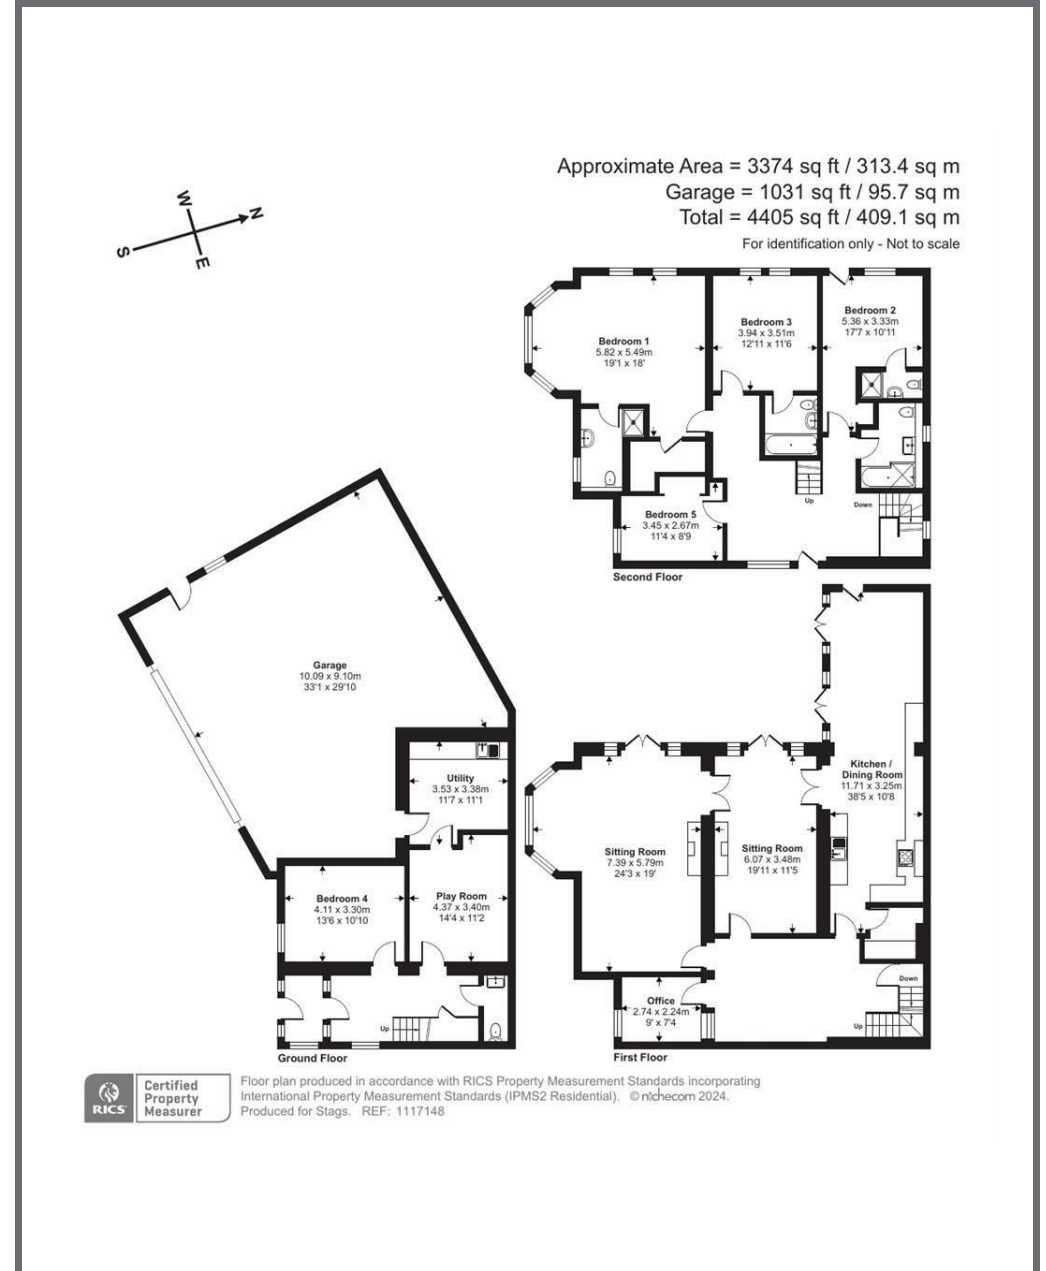 Approximate Area = 3374 sq ft / 313.4 sq m
Garage = 1031 sq ft / 95.7 sq m
Total = 4405 sq ft / 409.1 sq m
For identification only - Not to scale
W
N
S
E
Bedroom 1
5.82 x 5.49m
19'1 x 18'
Bedroom 3
3.94 x 3.51m
12'11 x 11'6
Bedroom 2
5.36 x 3.33m
17'7 x 10'11
Up
Down
Bedroom 5
3.45 x 2.67m
11'4 x 8'9
Second Floor
Garage
10.09 x 9.10m
33'1 x 29'10
Utility
3.53 x 3.38m
11'7 x 11'1
Bedroom 4
4.11 x 3.30m
13'6 x 10'10
Play Room
4.37 x 3.40m
14'4 x 11'2
Up
Ground Floor
Kitchen /
Dining Room
11.71 x 3.25m
38'5 x 10'8
Sitting Room
7.39 x 5.79m
24'3 x 19'
Sitting Room
6.07 x 3.48m
19'11 x 11'5
Office
2.74 x 2.24m
9' x 7'4
Down
Up
First Floor
RICS
Certified
Property
Measurer
Floor plan produced in accordance with RICS Property Measurement Standards incorporating
International Property Measurement Standards (IPMS2 Residential). © nichecom 2024.
Produced for Stags. REF: 1117148